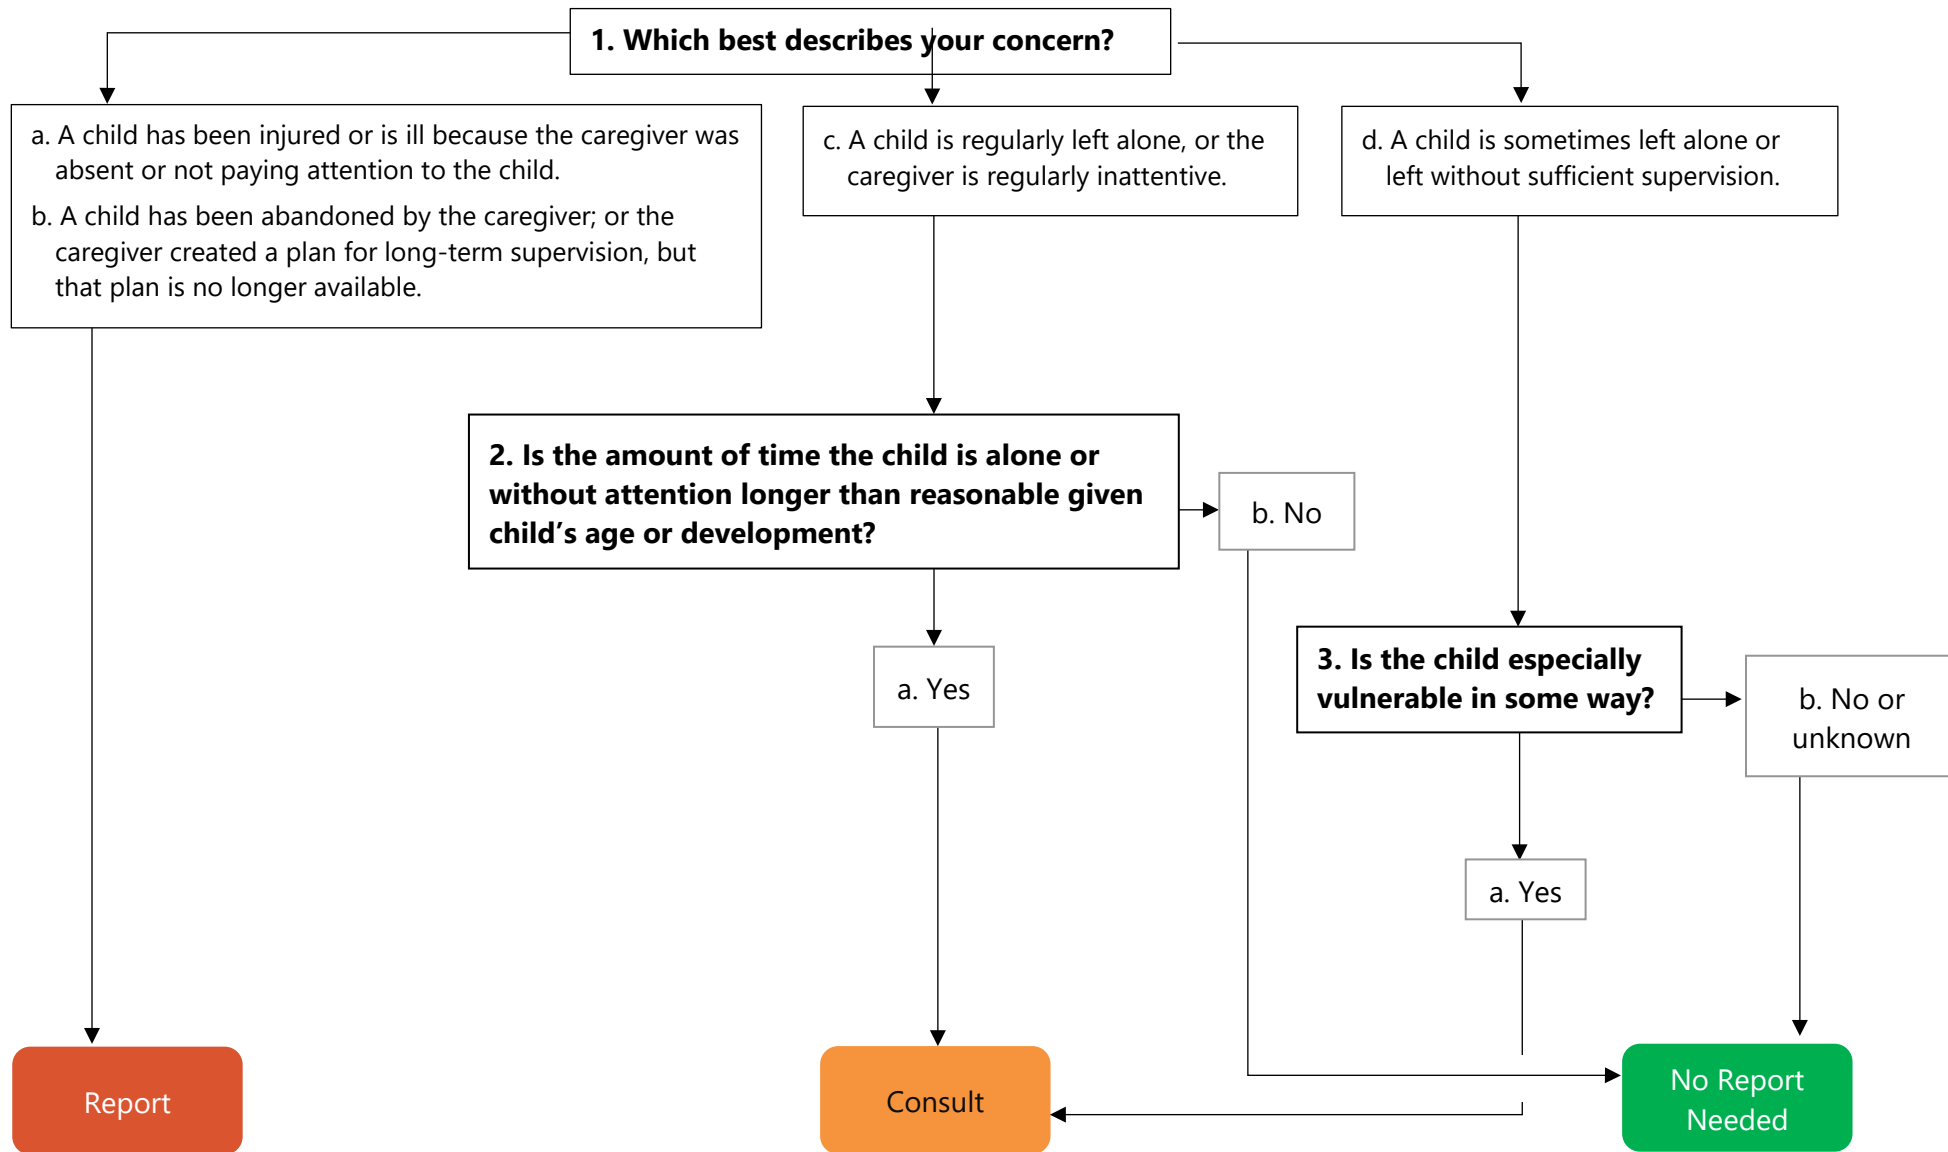 1. Which best describes your concern?
a. A child has been injured or is ill because the caregiver was
absent or not paying attention to the child.
b. A child has been abandoned by the caregiver; or the
caregiver created a plan for long-term supervision, but
that plan is no longer available.
c. A child is regularly left alone, or the
caregiver is regularly inattentive.
d. A child is sometimes left alone or
left without sufficient supervision.
2. Is the amount of time the child is alone or
without attention longer than reasonable given
child’s age or development?
b. No
a. Yes
3. Is the child especially
vulnerable in some way?
b. No or
unknown
a. Yes
Report
Consult
No Report
Needed